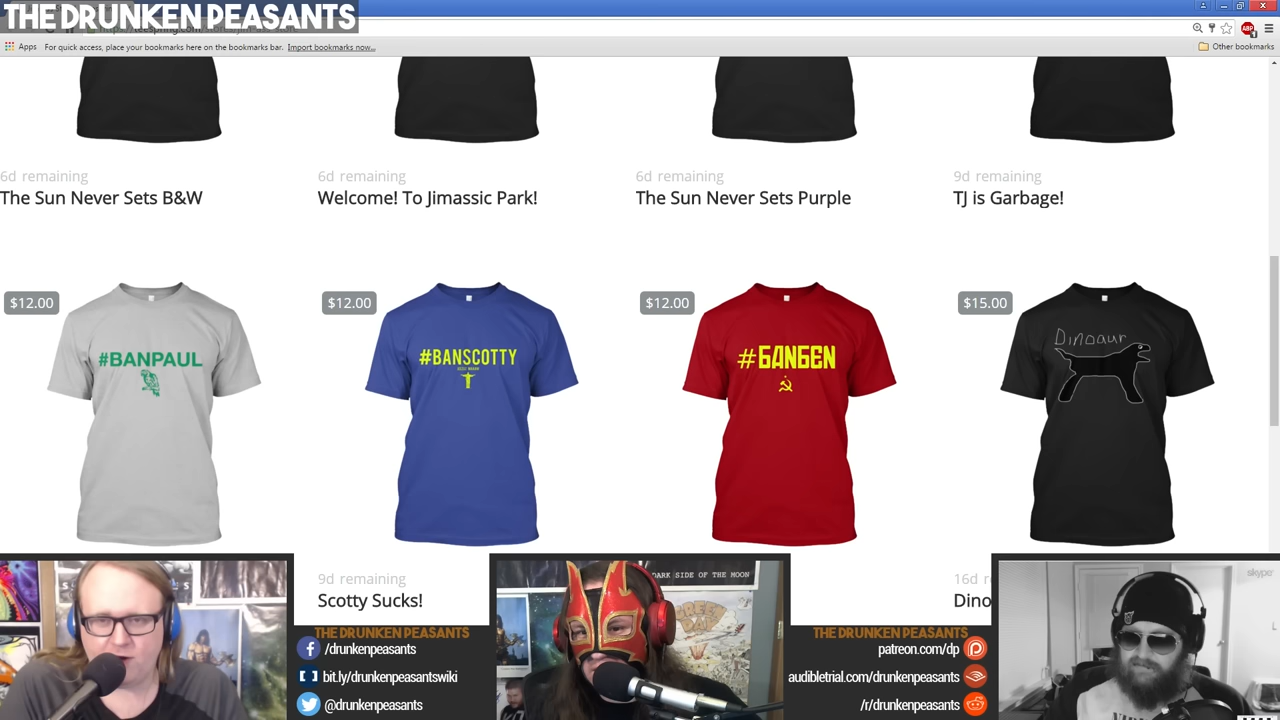 THE DRUNKEN PEASANTS
Apps For quick access, place your bookmarks here on the bookmarks bar. Import bookmarks now...
Other bookmarks
ABP
6d remaining
The Sun Never Sets B&W
6d remaining
Welcome! To Jimassic Park!
6d remaining
The Sun Never Sets Purple
9d remaining
TJ is Garbage!
$12.00
#BANPAUL
$12.00
#BANSCOTTY
$12.00
#БАНБЕN
$15.00
Dinoaur
9d remaining
Scotty Sucks!
16d
Dino
DARK SIDE OF THE MOON
GREEN DAY
skype
THE DRUNKEN PEASANTS
/drunkenpeasants
bit.ly/drunkenpeasantswiki
@drunkenpeasants
THE DRUNKEN PEASANTS
patreon.com/dp
audibletrial.com/drunkenpeasants
/r/drunkenpeasants